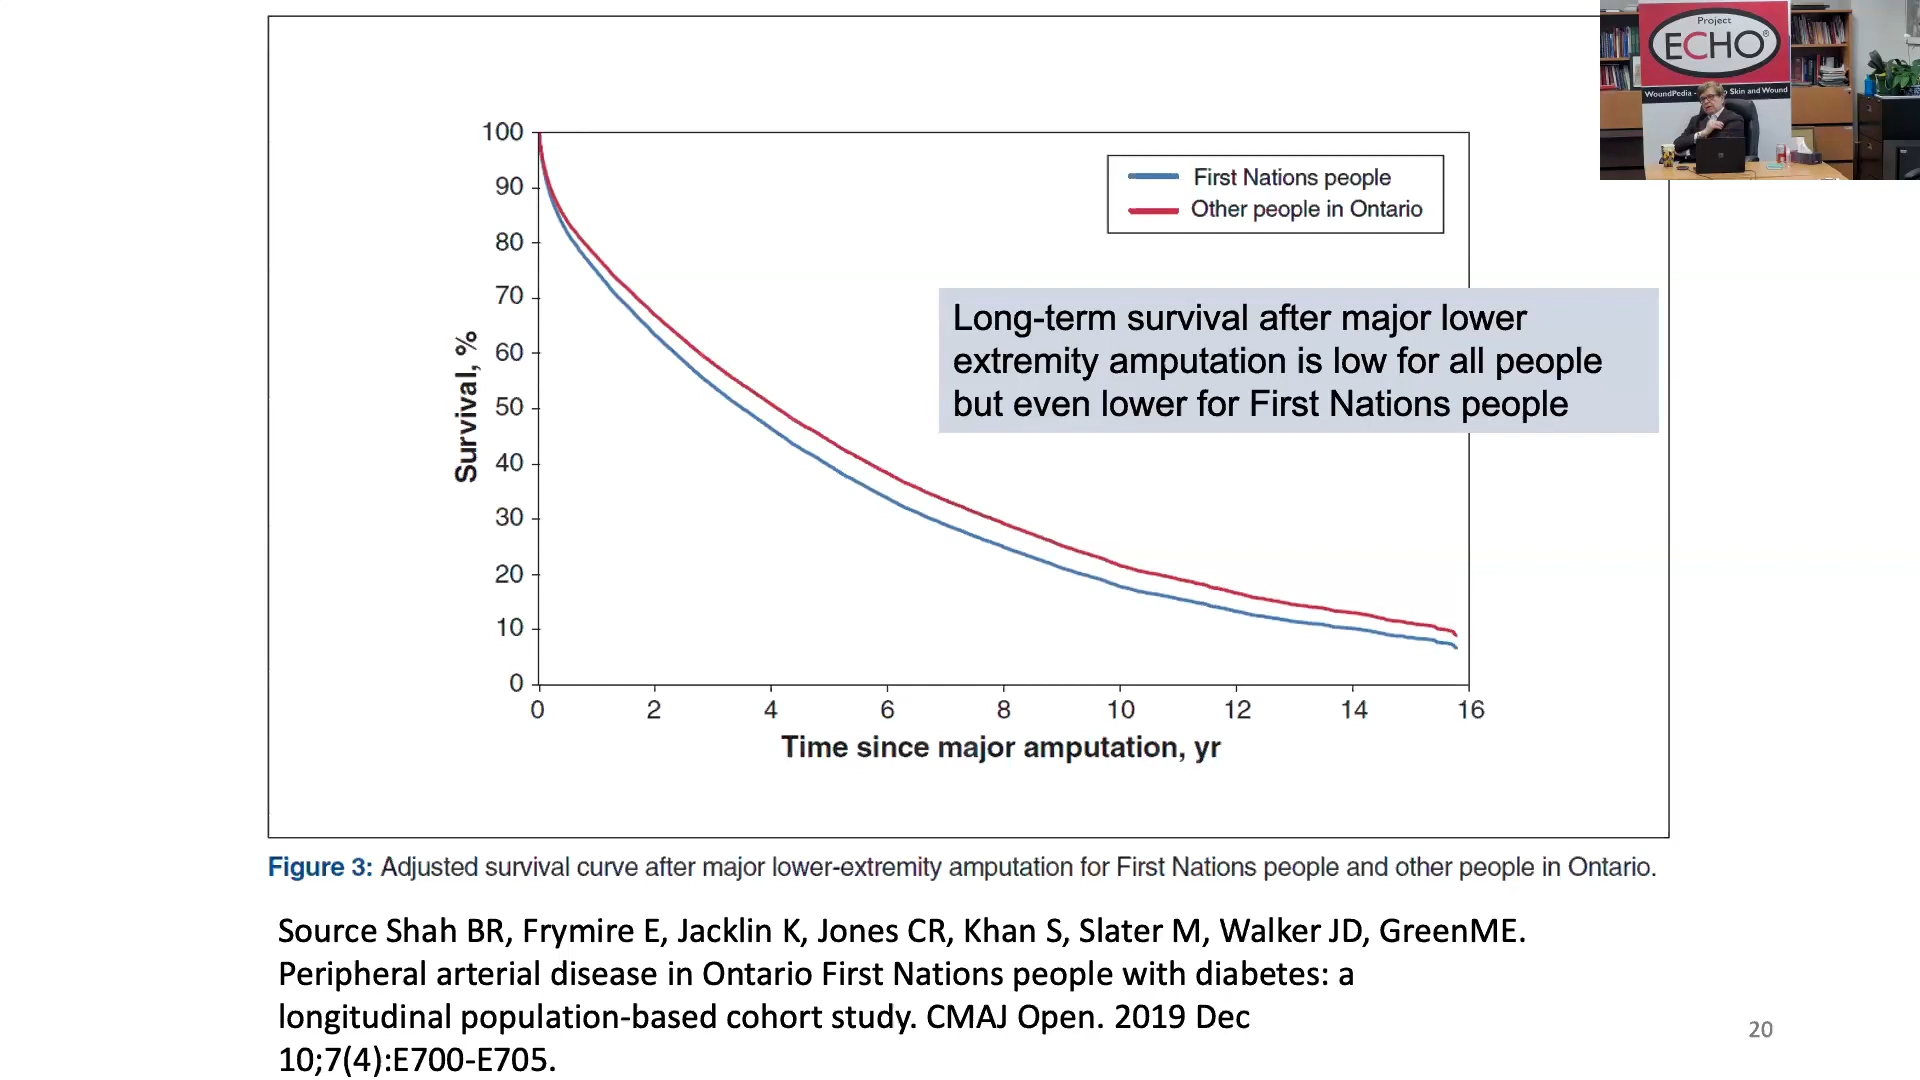 Project
ECHO®
WoundPedia -
Skin and Wound
100
90
80
70
60
50
40
30
20
10
0
Survival, %
First Nations people
Other people in Ontario
Long-term survival after major lower
extremity amputation is low for all people
but even lower for First Nations people
0 2 4 6 8 10 12 14 16
Time since major amputation, yr
Figure 3: Adjusted survival curve after major lower-extremity amputation for First Nations people and other people in Ontario.
Source Shah BR, Frymire E, Jacklin K, Jones CR, Khan S, Slater M, Walker JD, GreenME.
Peripheral arterial disease in Ontario First Nations people with diabetes: a
longitudinal population-based cohort study. CMAJ Open. 2019 Dec
10;7(4):E700-E705.
20